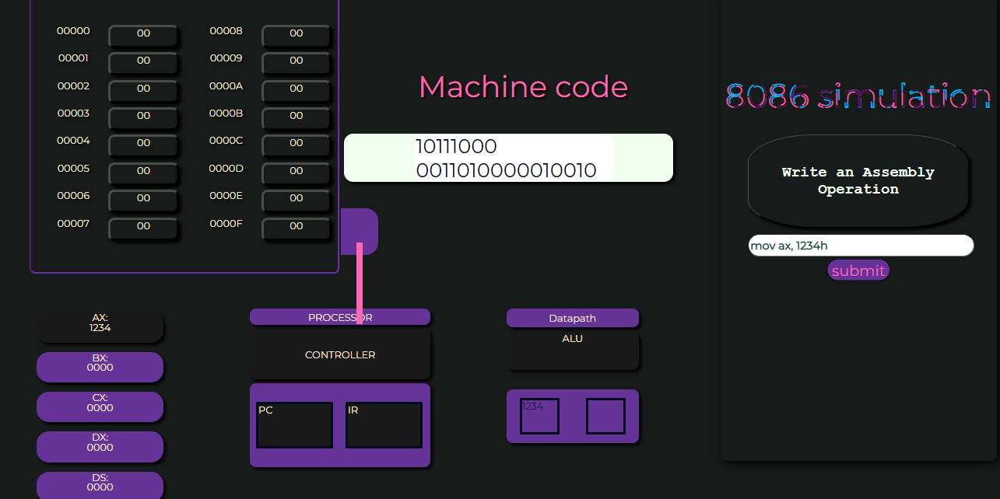 00000 00 00008 00
00001 00 00009 00
00002 00 0000A 00
00003 00 0000B 00
00004 00 0000C 00
00005 00 0000D 00
00006 00 0000E 00
00007 00 0000F 00
Machine code
10111000
0011010000010010
8086 simulation
Write an Assembly
Operation
mov ax, 1234h
submit
AX:
1234
BX:
0000
CX:
0000
DX:
0000
DS:
0000
PROCESSOR
CONTROLLER
PC IR
Datapath
ALU
1234